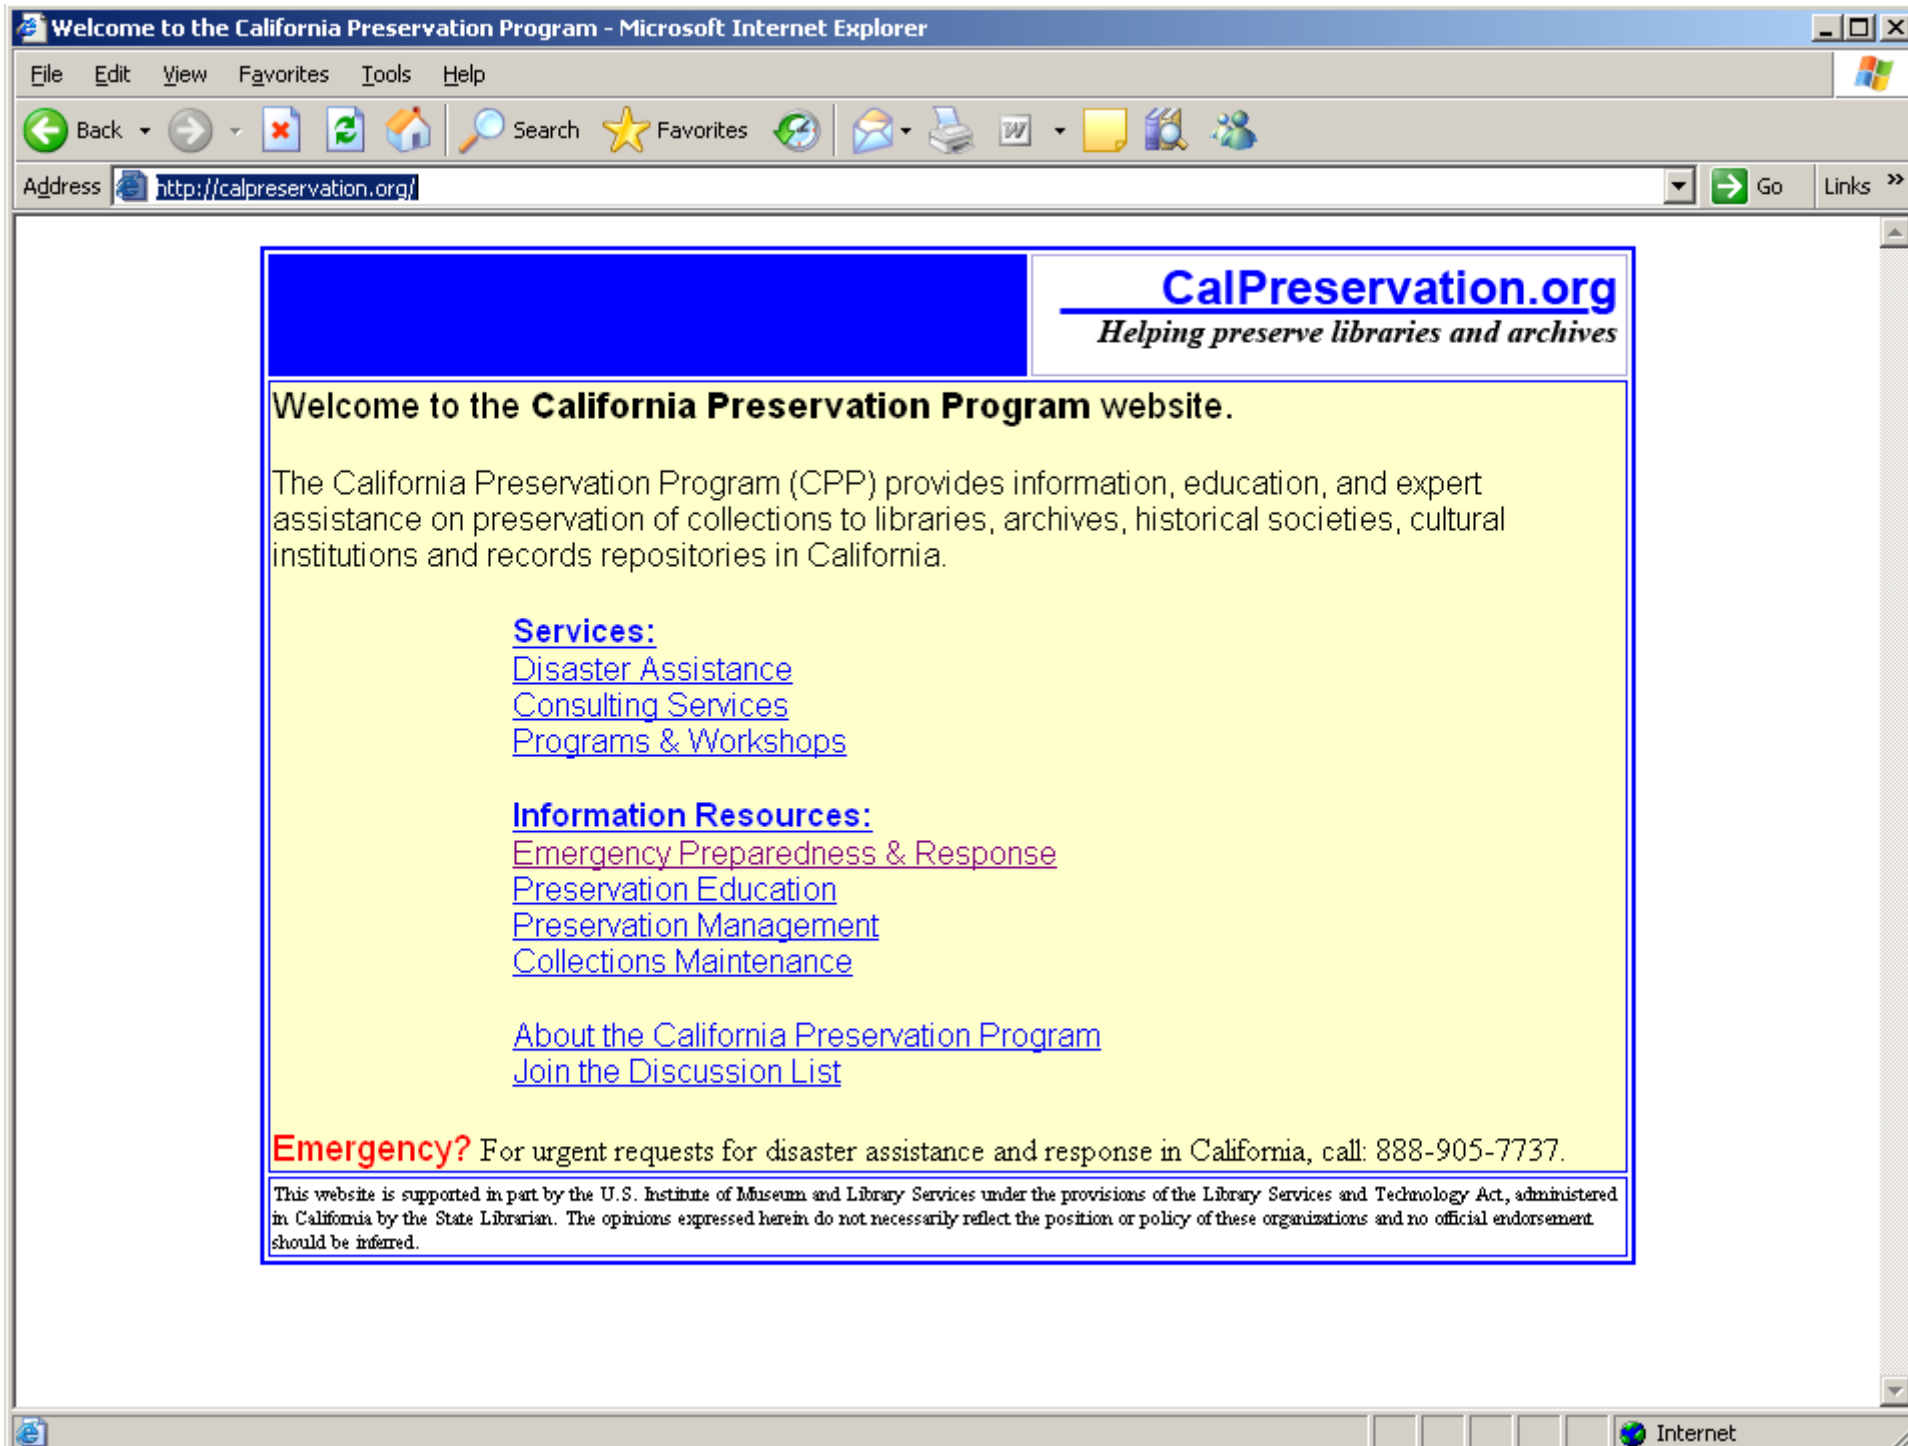 Welcome to the California Preservation Program - Microsoft Internet Explorer
File Edit View Favorites Tools Help
Back Search Favorites
Address http://calpreservation.org/ Go Links »
CalPreservation.org
Helping preserve libraries and archives
Welcome to the California Preservation Program website.
The California Preservation Program (CPP) provides information, education, and expert
assistance on preservation of collections to libraries, archives, historical societies, cultural
institutions and records repositories in California.
Services:
Disaster Assistance
Consulting Services
Programs & Workshops
Information Resources:
Emergency Preparedness & Response
Preservation Education
Preservation Management
Collections Maintenance
About the California Preservation Program
Join the Discussion List
Emergency? For urgent requests for disaster assistance and response in California, call: 888-905-7737.
This website is supported in part by the U.S. Institute of Museum and Library Services under the provisions of the Library Services and Technology Act, administered
in California by the State Librarian. The opinions expressed herein do not necessarily reflect the position or policy of these organizations and no official endorsement
should be inferred.
Internet